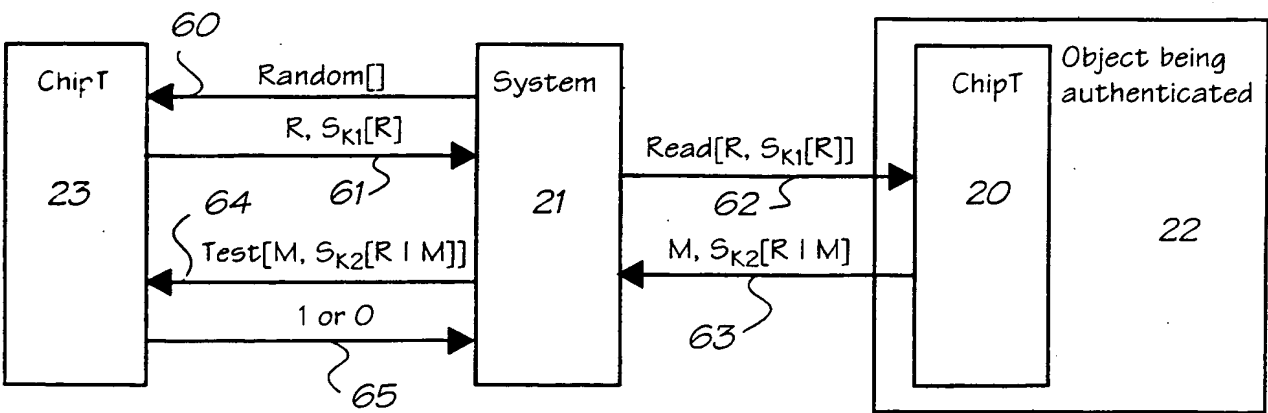 60
ChipT
Random[]
System
ChipT
Object being
authenticated
R, SK1[R]
Read[R, SK1[R]]
23
61
21
62
20
22
64
Test[M, SK2[R | M]]
M, SK2[R | M]
1 or 0
63
65